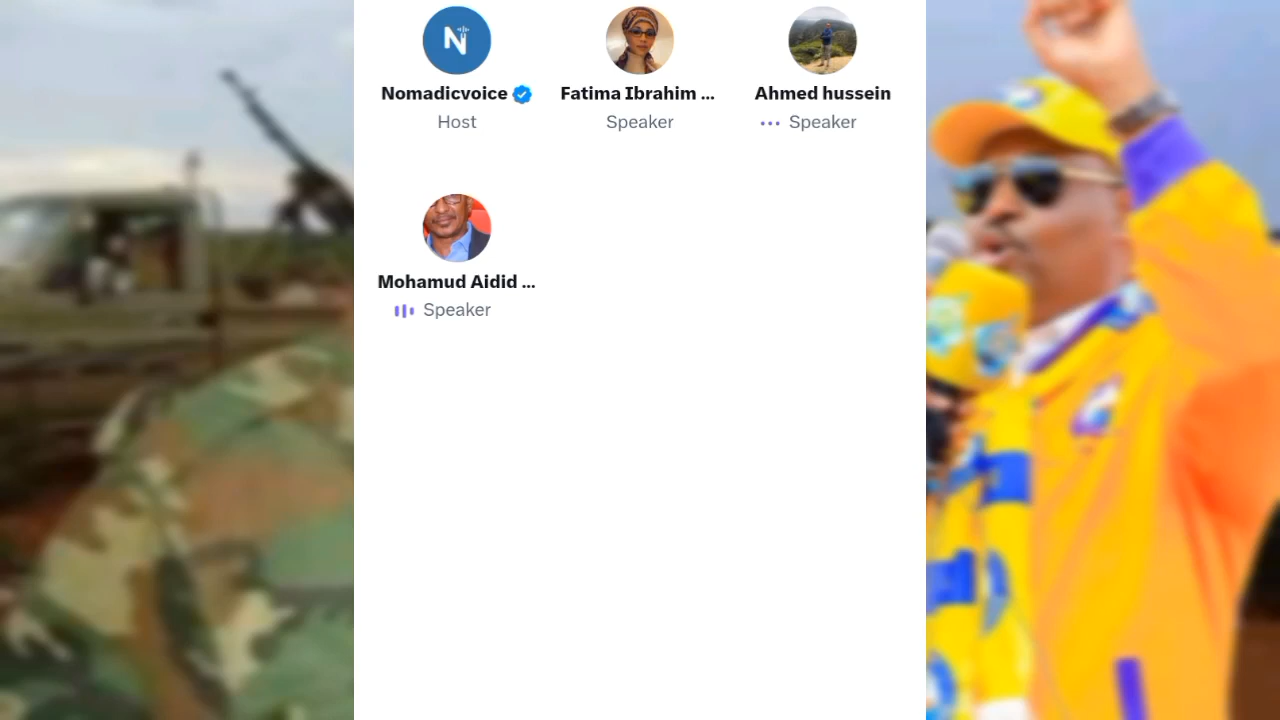 N
Nomadicvoice
Fatima Ibrahim ...
Ahmed hussein
Host
Speaker
Speaker
Mohamud Aidid ...
Speaker